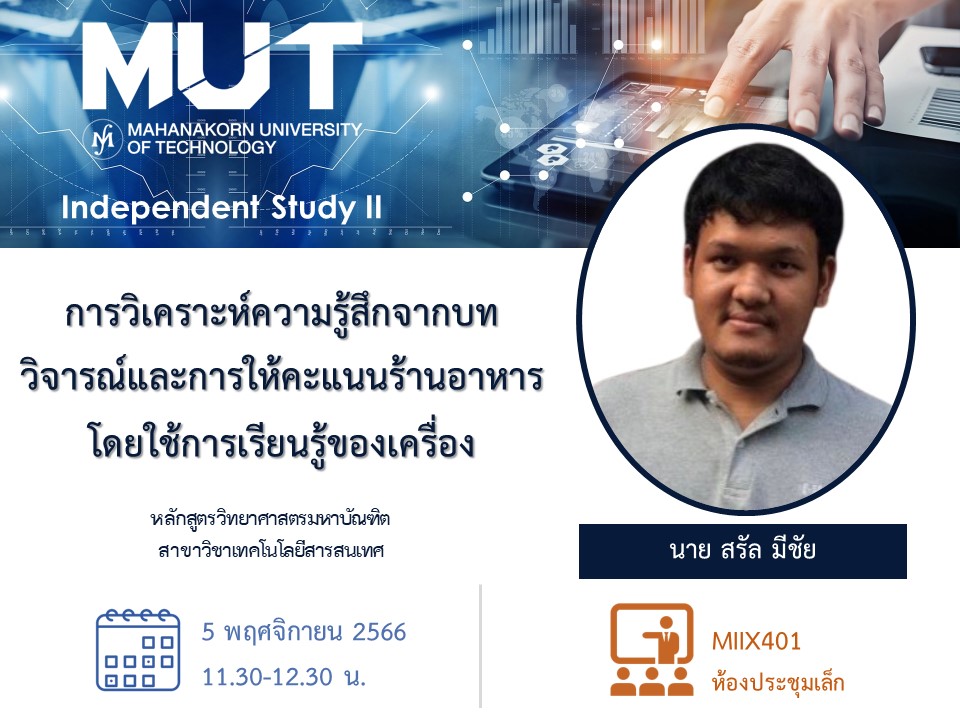 MUT
MAHANAKORN UNIVERSITY
OF TECHNOLOGY
Independent Study II
การวิเคราะห์ความรู้สึกจากบท
วิจารณ์และการให้คะแนนร้านอาหาร
โดยใช้การเรียนรู้ของเครื่อง
หลักสูตรวิทยาศาสตรมหาบัณฑิต
สาขาวิชาเทคโนโลยีสารสนเทศ
นาย สรัล มีชัย
5 พฤศจิกายน 2566
11.30-12.30 น.
MIIX401
ห้องประชุมเล็ก